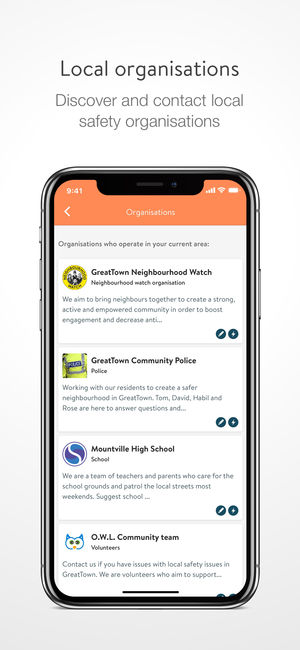 Local organisations
Discover and contact local
safety organisations
9:41
Organisations
Organisations who operate in your current area:
GreatTown Neighbourhood Watch
Neighbourhood watch organisation
We aim to bring neighbours together to create a strong,
active and empowered community in order to boost
engagement and decrease anti...
GreatTown Community Police
Police
Working with our residents to create a safer
neighbourhood in GreatTown. Tom, David, Habil and
Rose are here to answer questions and...
Mountville High School
School
We are a team of teachers and parents who care for the
school grounds and patrol the local streets most
weekends. Suggest school ...
O.W.L. Community team
Volunteers
Contact us if you have issues with local safety issues in
GreatTown. We are volunteers who aim to support...